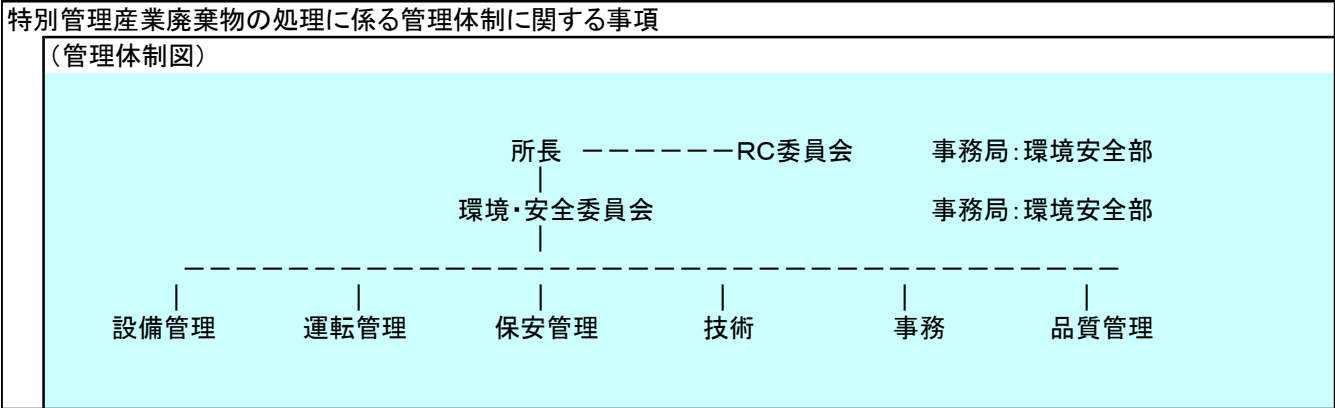 特別管理産業廃棄物の処理に係る管理体制に関する事項
（管理体制図）
所長 －－－－－－RC委員会 事務局：環境安全部
｜
環境・安全委員会 事務局：環境安全部
｜
－－－－－－－－－－－－－－－－－－－－－－－－－－－－－－－－－－－－
｜ ｜ ｜ ｜ ｜ ｜
設備管理 運転管理 保安管理 技術 事務 品質管理